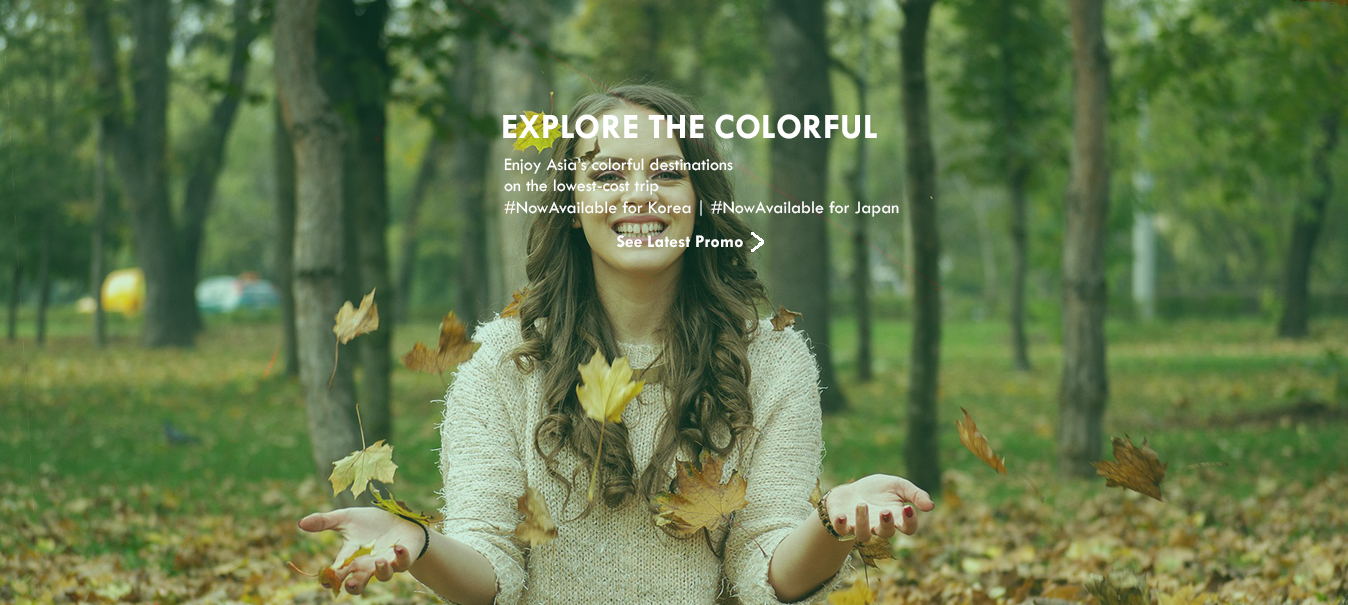 EXPLORE THE COLORFUL
Enjoy Asia's colorful destinations
on the lowest-cost trip
#NowAvailable for Korea | #NowAvailable for Japan
See Latest Promo >